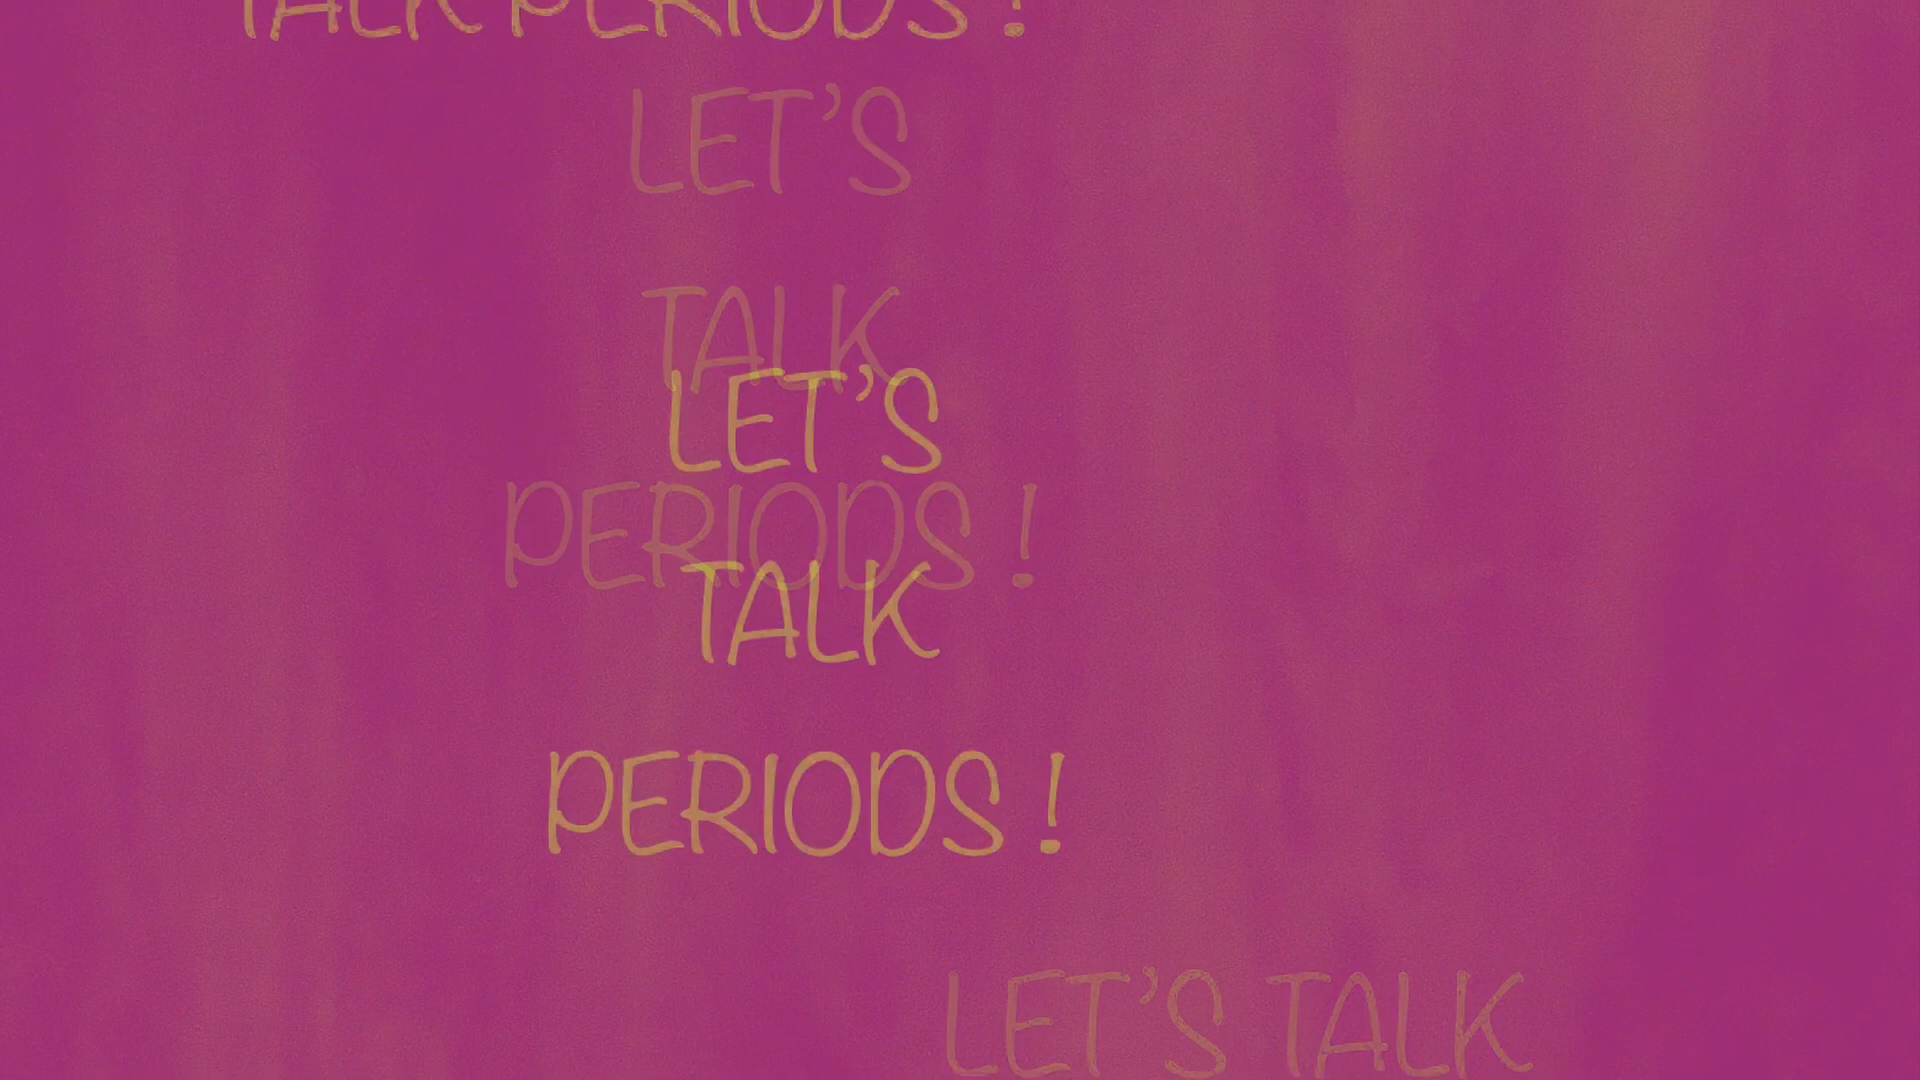 TALK PERIODS !
LET'S
TALK
LET'S
PERIODS !
TALK
PERIODS !
LET'S TALK